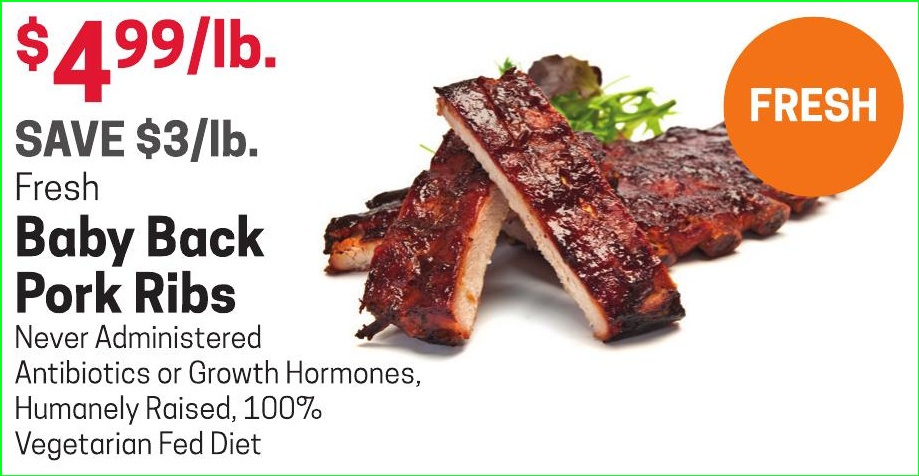 $4.99/lb.
SAVE $3/lb.
Fresh
Baby Back
Pork Ribs
Never Administered
Antibiotics or Growth Hormones,
Humanely Raised, 100%
Vegetarian Fed Diet
FRESH